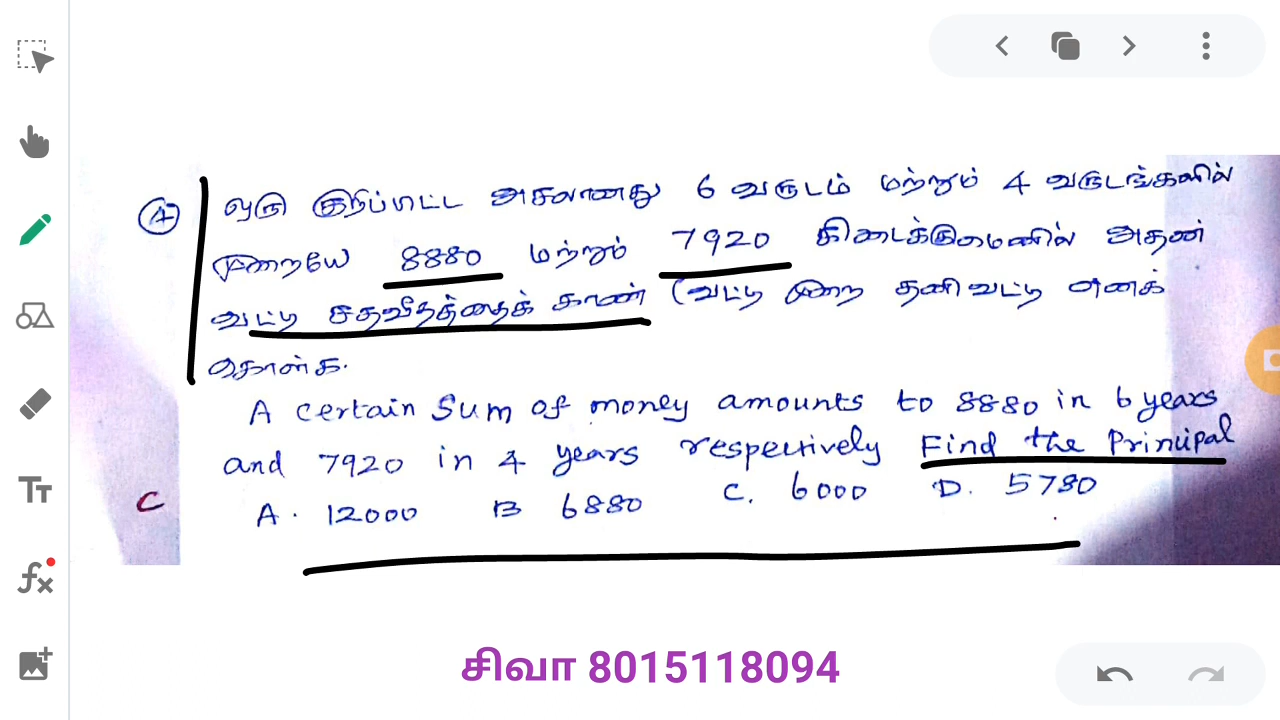 ④ ஒரு குறிப்பிட்ட அசலானது 6 வருடம் மற்றும் 4 வருடங்களில்
முறையே 8880 மற்றும் 7920 கிடைக்குமெனில் அதன்
வட்டி சதவீதத்தைக் காண் (வட்டி முறை தனிவட்டி எனக்
கொள்க.
A certain Sum of money amounts to 8880 in 6 years
and 7920 in 4 years respectively Find the Principal
C A. 12000 B 6880 C. 6000 D. 5780
சிவா 8015118094